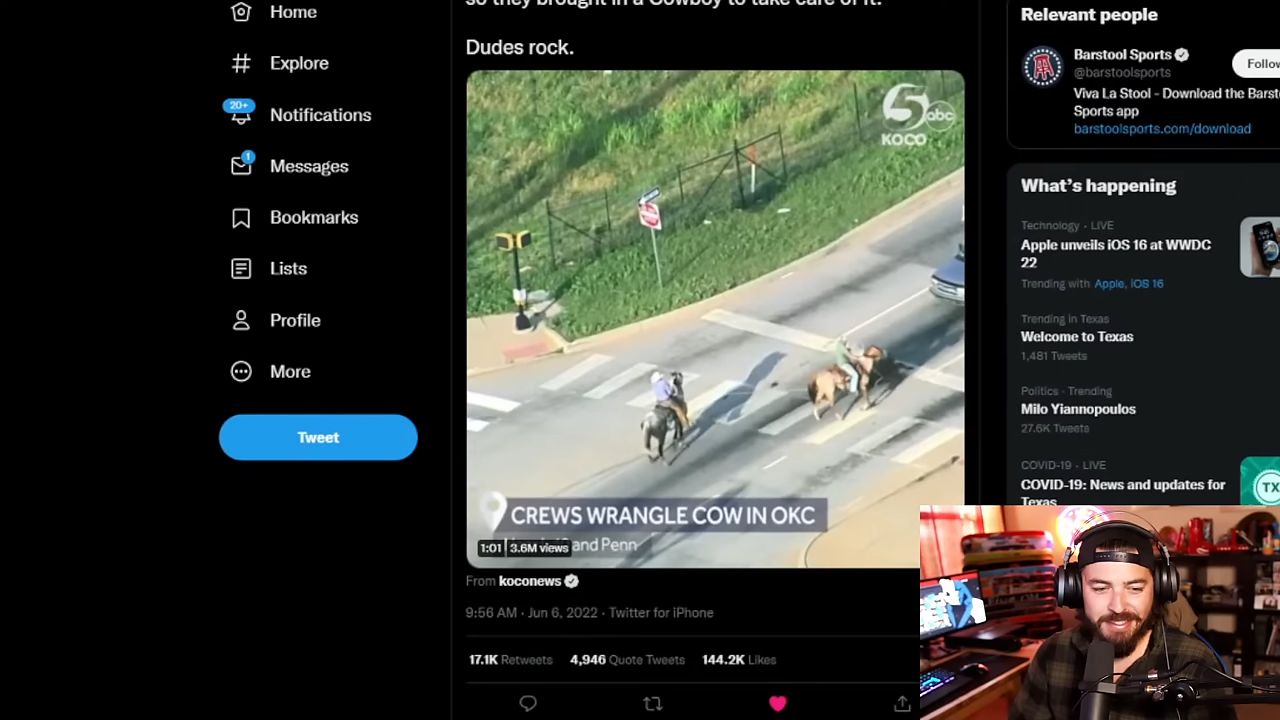 Home
Explore
20+
Notifications
1
Messages
Bookmarks
Lists
Profile
More
Tweet
so they brought in a Cowboy to take care of it.
Dudes rock.
5 abc
KOCO
CREWS WRANGLE COW IN OKC
1:01 3.6M views
and Penn
From koconews
9:56 AM · Jun 6, 2022 · Twitter for iPhone
17.1K Retweets 4,946 Quote Tweets 144.2K Likes
Relevant people
Barstool Sports
@barstoolsports
Follow
Viva La Stool - Download the Barst
Sports app
barstoolsports.com/download
What's happening
Technology · LIVE
Apple unveils iOS 16 at WWDC
22
Trending with Apple, iOS 16
Trending in Texas
Welcome to Texas
1,481 Tweets
Politics · Trending
Milo Yiannopoulos
27.6K Tweets
COVID-19 · LIVE
COVID-19: News and updates for
Texas
TX